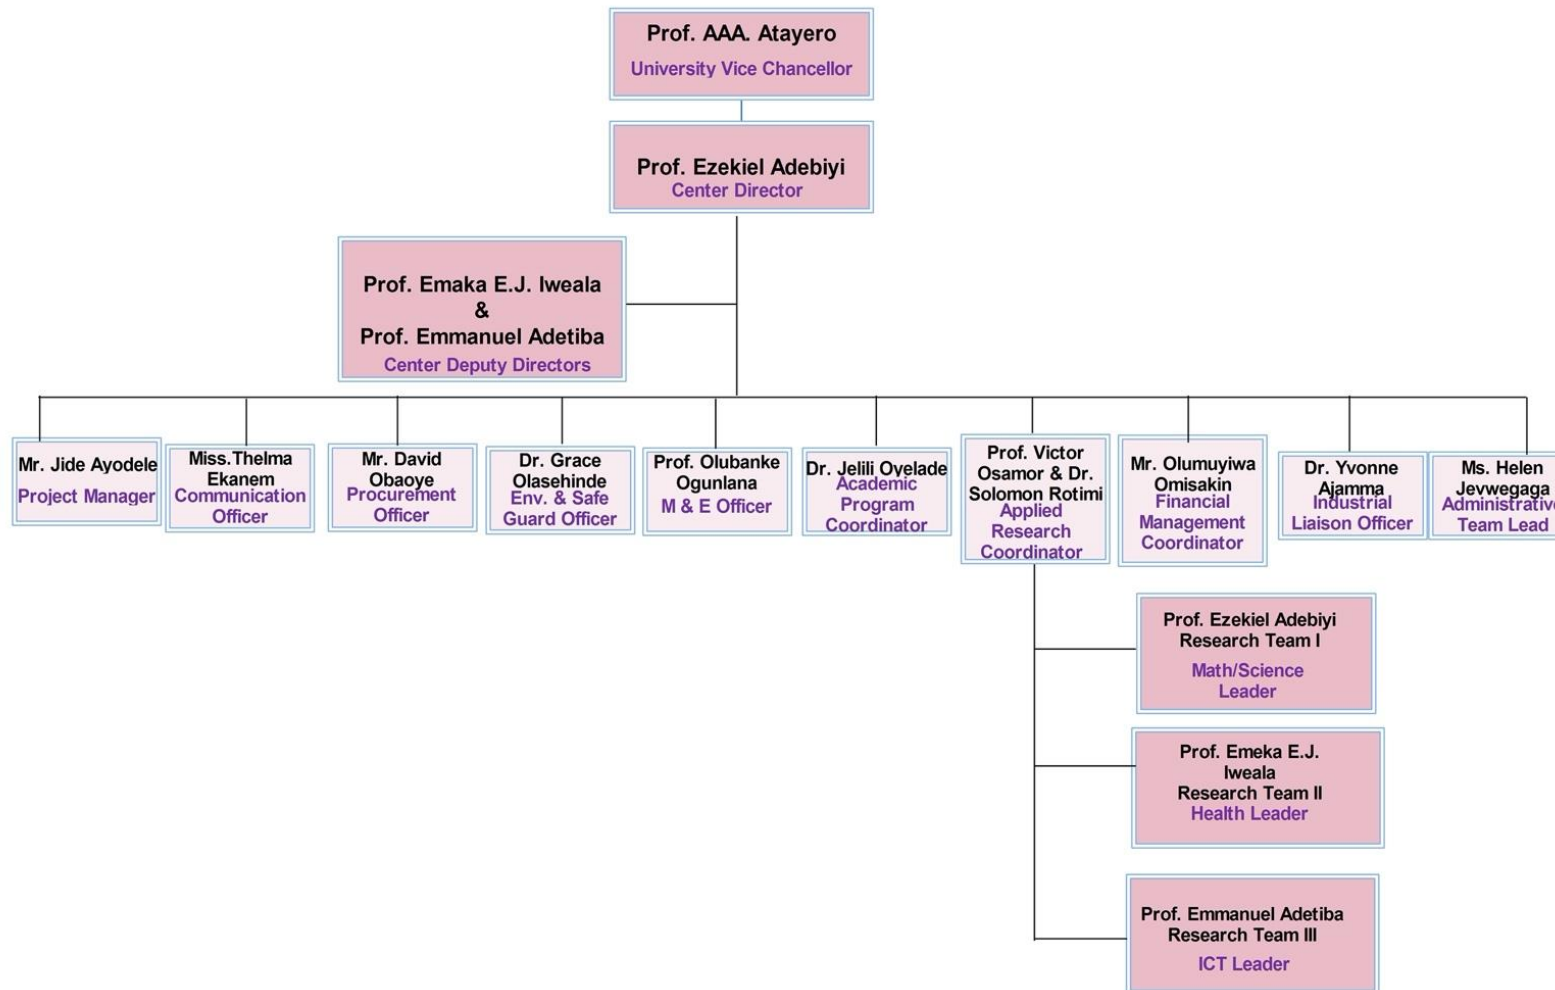 Prof. AAA. Atayero
University Vice Chancellor
Prof. Ezekiel Adebiyi
Center Director
Prof. Emaka E.J. Iweala
&
Prof. Emmanuel Adetiba
Center Deputy Directors
Mr. Jide Ayodele
Project Manager
Miss.Thelma
Ekanem
Communication
Officer
Mr. David
Obaoye
Procurement
Officer
Dr. Grace
Olasehinde
Env. & Safe
Guard Officer
Prof. Olubanke
Ogunlana
M & E Officer
Dr. Jelili Oyelade
Academic
Program
Coordinator
Prof. Victor
Osamor & Dr.
Solomon Rotimi
Applied
Research
Coordinator
Mr. Olumuyiwa
Omisakin
Financial
Management
Coordinator
Dr. Yvonne
Ajamma
Industrial
Liaison Officer
Ms. Helen
Jevwegaga
Administrative
Team Lead
Prof. Ezekiel Adebiyi
Research Team I
Math/Science
Leader
Prof. Emeka E.J.
Iweala
Research Team II
Health Leader
Prof. Emmanuel Adetiba
Research Team III
ICT Leader